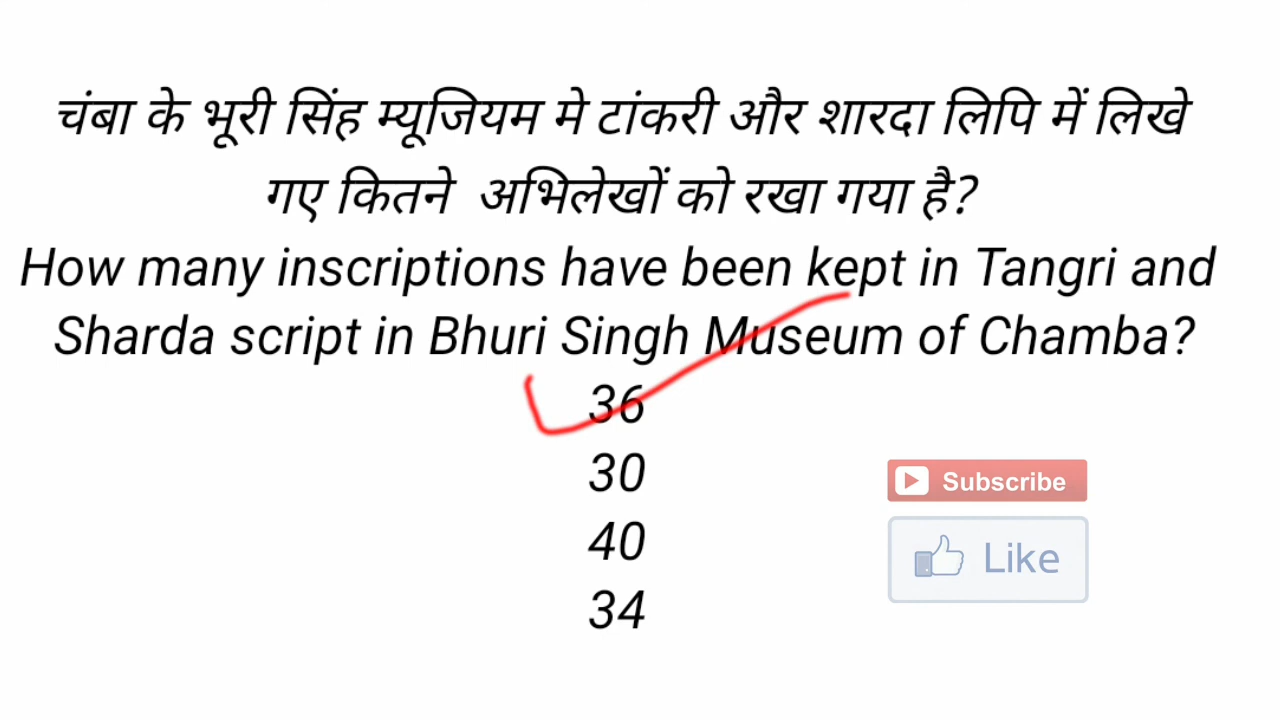 चंबा के भूरी सिंह म्यूजियम मे टांकरी और शारदा लिपि में लिखे
गए कितने अभिलेखों को रखा गया है?
How many inscriptions have been kept in Tangri and
Sharda script in Bhuri Singh Museum of Chamba?
36
30
40
34
Subscribe
Like